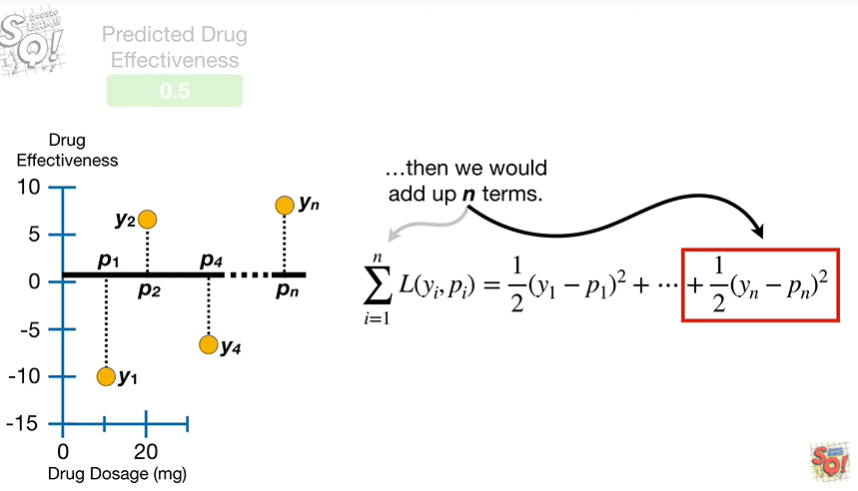 SQ!
Predicted Drug
Effectiveness
0.5
Drug
Effectiveness
10
5
0
-5
-10
-15
0
20
Drug Dosage (mg)
y2
yn
p1
p4
p2
pn
y4
y1
...then we would
add up n terms.
n
∑ L(yᵢ, pᵢ) = 1/2(y₁ − p₁)² + ⋯ + 1/2(yₙ − pₙ)²
i=1
SQ!